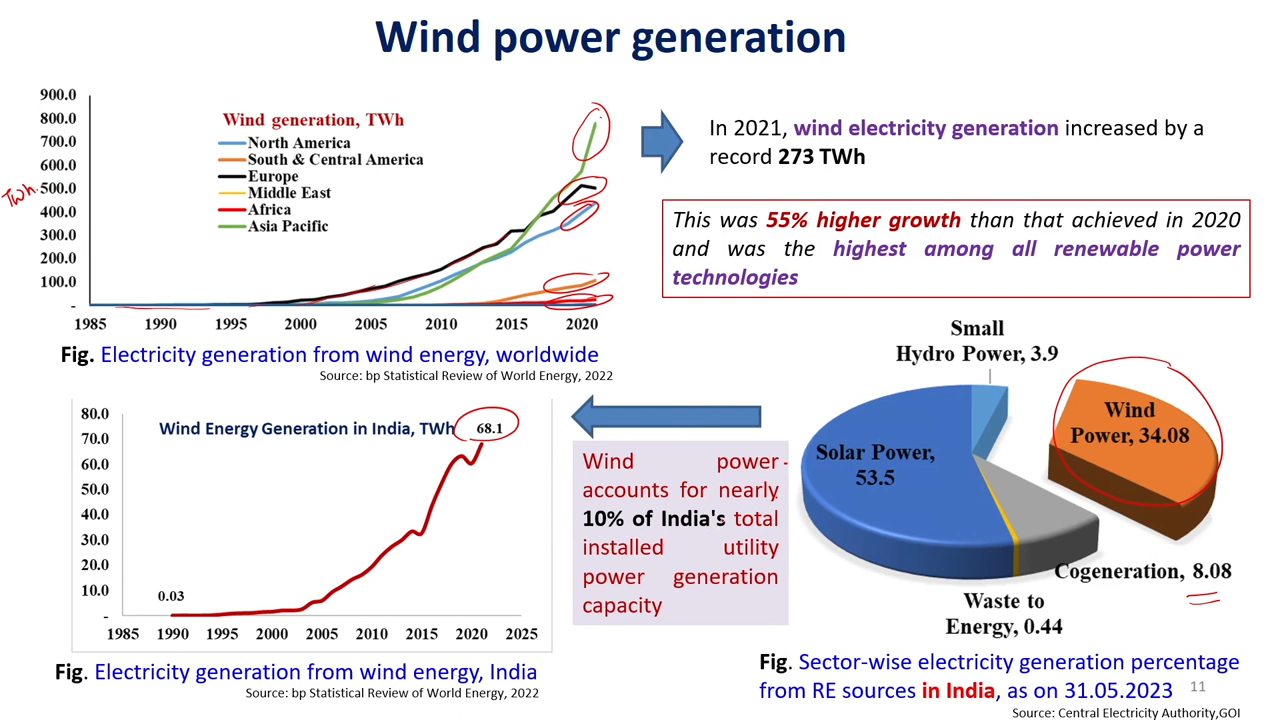 Wind power generation
900.0
800.0
700.0
600.0
500.0
400.0
300.0
200.0
100.0
-
TWh
Wind generation, TWh
North America
South & Central America
Europe
Middle East
Africa
Asia Pacific
1985 1990 1995 2000 2005 2010 2015 2020
Fig. Electricity generation from wind energy, worldwide
Source: bp Statistical Review of World Energy, 2022
In 2021, wind electricity generation increased by a
record 273 TWh
This was 55% higher growth than that achieved in 2020
and was the highest among all renewable power
technologies
80.0
70.0
60.0
50.0
40.0
30.0
20.0
10.0
-
Wind Energy Generation in India, TWh
68.1
0.03
1985 1990 1995 2000 2005 2010 2015 2020 2025
Fig. Electricity generation from wind energy, India
Source: bp Statistical Review of World Energy, 2022
Wind power
accounts for nearly
10% of India's total
installed utility
power generation
capacity
Small
Hydro Power, 3.9
Wind
Power, 34.08
Solar Power,
53.5
Cogeneration, 8.08
Waste to
Energy, 0.44
Fig. Sector-wise electricity generation percentage
from RE sources in India, as on 31.05.2023
11
Source: Central Electricity Authority,GOI